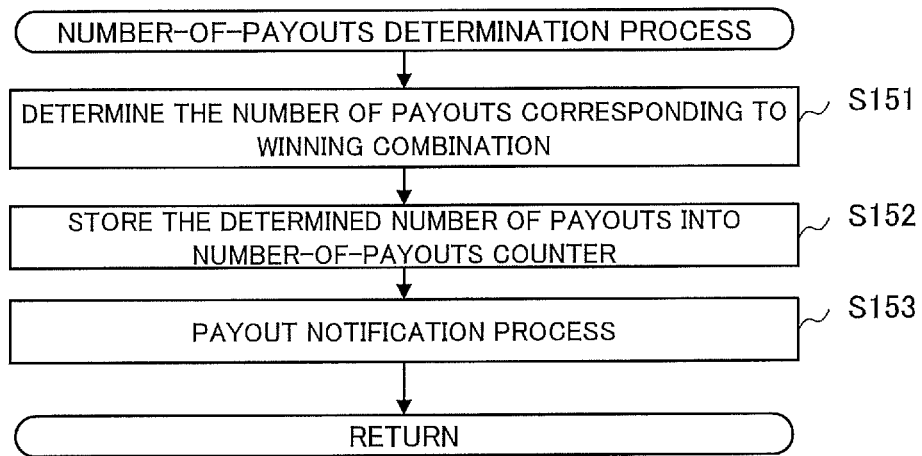 NUMBER-OF-PAYOUTS DETERMINATION PROCESS
DETERMINE THE NUMBER OF PAYOUTS CORRESPONDING TO
WINNING COMBINATION
S151
STORE THE DETERMINED NUMBER OF PAYOUTS INTO
NUMBER-OF-PAYOUTS COUNTER
S152
PAYOUT NOTIFICATION PROCESS
S153
RETURN